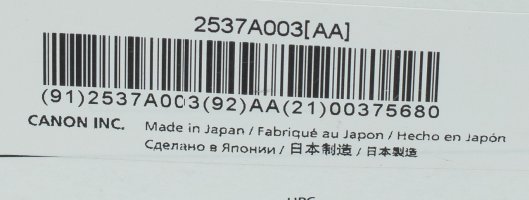 2537A003[AA]
(91)2537A003(92)AA(21)00375680
CANON INC. Made in Japan / Fabriqué au Japon / Hecho en Japón
Сделано в Японии / 日本制造 / 日本製造